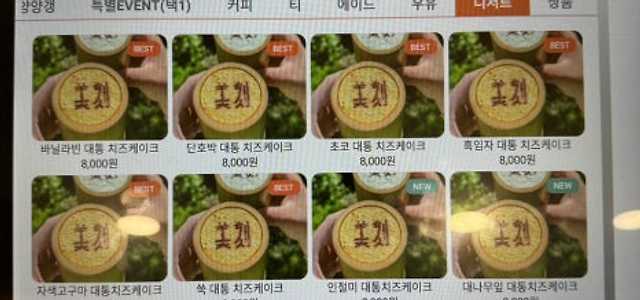 양갱
특별EVENT(택1)
커피
티
에이드
우유
디저트
상품
BEST
BEST
BEST
BEST
바닐라빈 대통 치즈케이크
단호박 대통 치즈케이크
초코 대통 치즈케이크
흑임자 대통 치즈케이크
8,000원
8,000원
8,000원
8,000원
BEST
BEST
NEW
NEW
자색고구마 대통치즈케이크
쑥 대통 치즈케이크
인절미 대통치즈케이크
대나무잎 대통치즈케이크